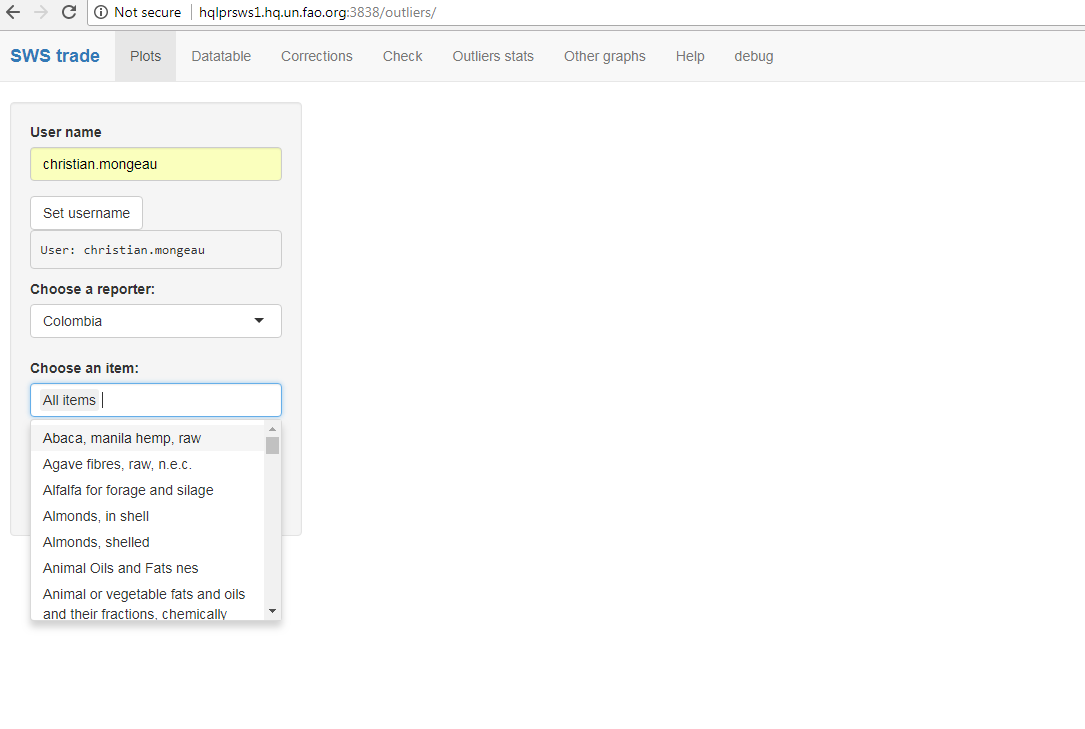 Not secure hqlprsws1.hq.un.fao.org:3838/outliers/
SWS trade Plots Datatable Corrections Check Outliers stats Other graphs Help debug
User name
christian.mongeau
Set username
User: christian.mongeau
Choose a reporter:
Colombia
Choose an item:
All items
Abaca, manila hemp, raw
Agave fibres, raw, n.e.c.
Alfalfa for forage and silage
Almonds, in shell
Almonds, shelled
Animal Oils and Fats nes
Animal or vegetable fats and oils
and their fractions, chemically